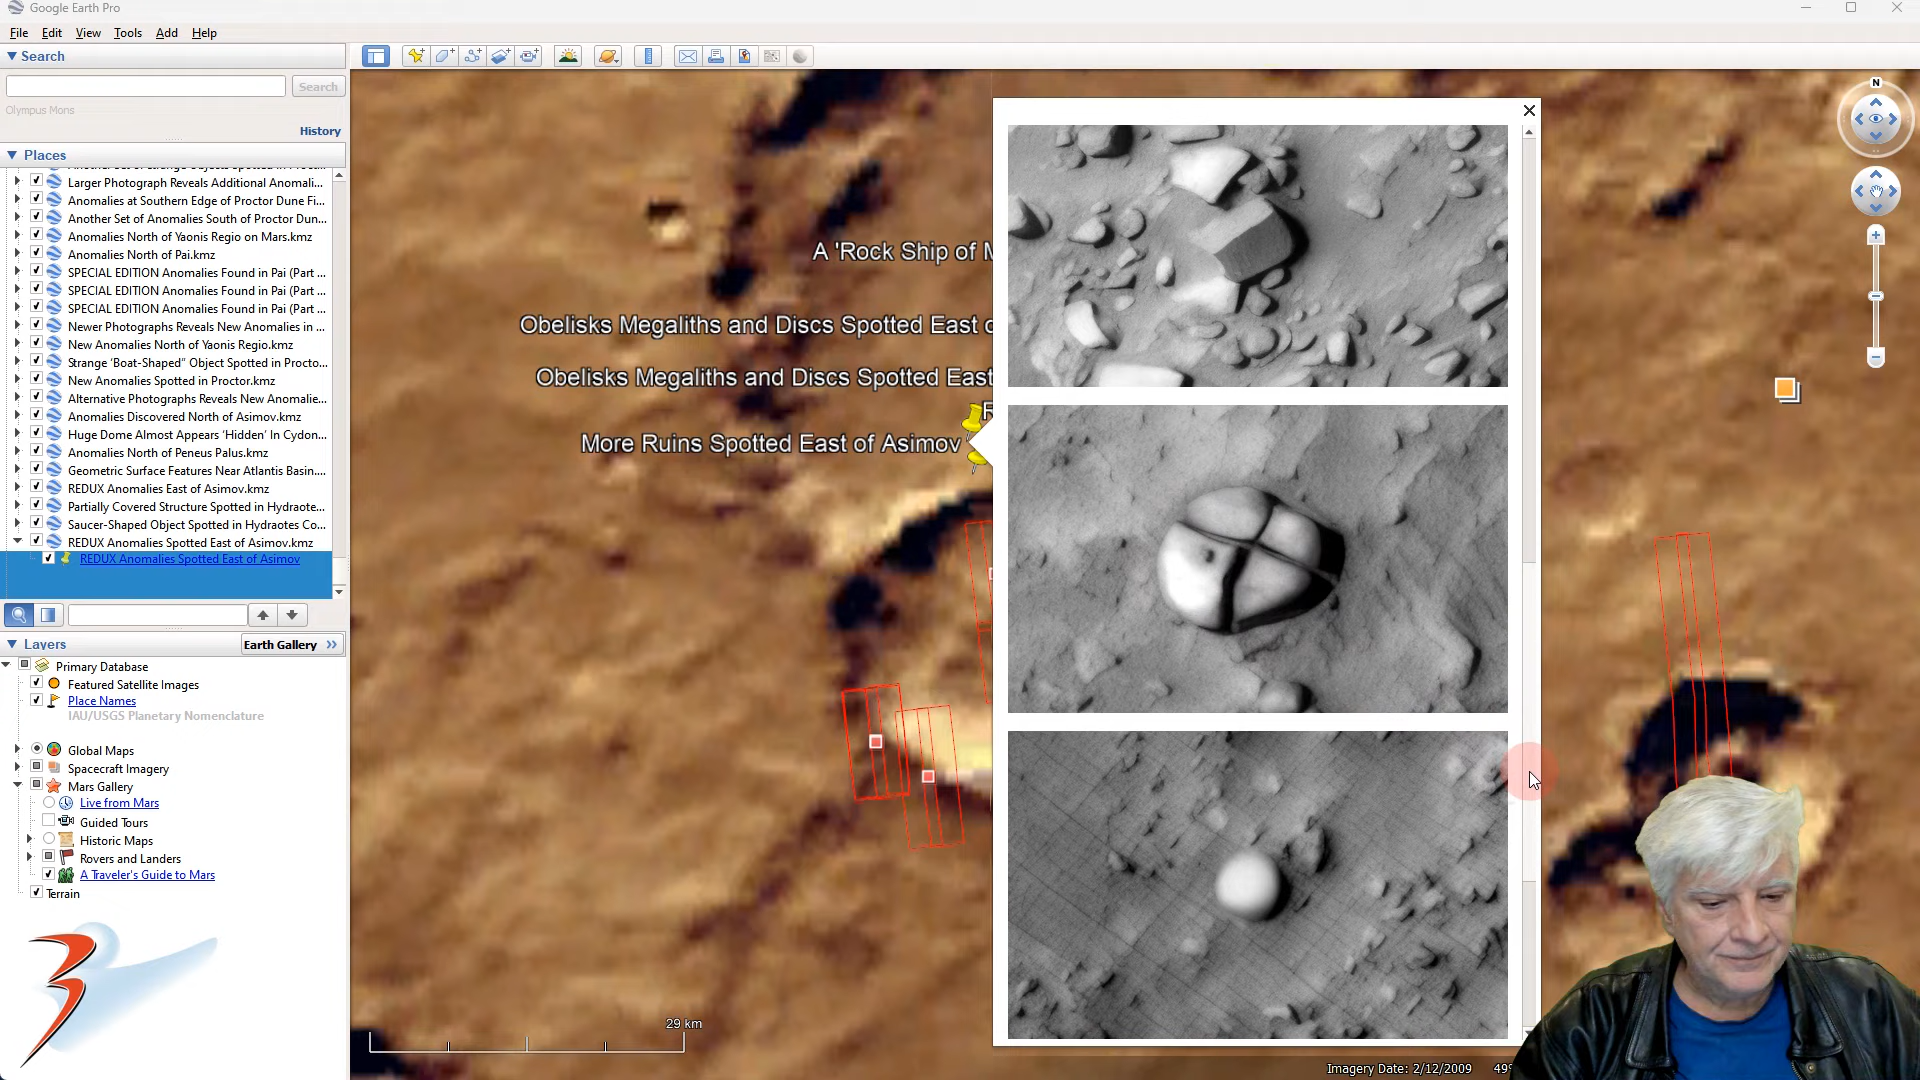 Google Earth Pro
File Edit View Tools Add Help
Search
Search
Olympus Mons
History
Places
Larger Photograph Reveals Additional Anomali...
Anomalies at Southern Edge of Proctor Dune Fi...
Another Set of Anomalies South of Proctor Dun...
Anomalies North of Yaonis Regio on Mars.kmz
Anomalies North of Pai.kmz
SPECIAL EDITION Anomalies Found in Pai (Part ...
SPECIAL EDITION Anomalies Found in Pai (Part ...
SPECIAL EDITION Anomalies Found in Pai (Part ...
Newer Photographs Reveals New Anomalies in ...
New Anomalies North of Yaonis Regio.kmz
Strange 'Boat-Shaped" Object Spotted in Procto...
New Anomalies Spotted in Proctor.kmz
Alternative Photographs Reveals New Anomalie...
Anomalies Discovered North of Asimov.kmz
Huge Dome Almost Appears 'Hidden' In Cydon...
Anomalies North of Peneus Palus.kmz
Geometric Surface Features Near Atlantis Basin....
REDUX Anomalies East of Asimov.kmz
Partially Covered Structure Spotted in Hydraote...
Saucer-Shaped Object Spotted in Hydraotes Co...
REDUX Anomalies Spotted East of Asimov.kmz
REDUX Anomalies Spotted East of Asimov
Layers
Earth Gallery »
Primary Database
Featured Satellite Images
Place Names
IAU/USGS Planetary Nomenclature
Global Maps
Spacecraft Imagery
Mars Gallery
Live from Mars
Guided Tours
Historic Maps
Rovers and Landers
A Traveler's Guide to Mars
Terrain
A 'Rock Ship of M
Obelisks Megaliths and Discs Spotted East o
Obelisks Megaliths and Discs Spotted East
R
More Ruins Spotted East of Asimov
29 km
N
Imagery Date: 2/12/2009 49°